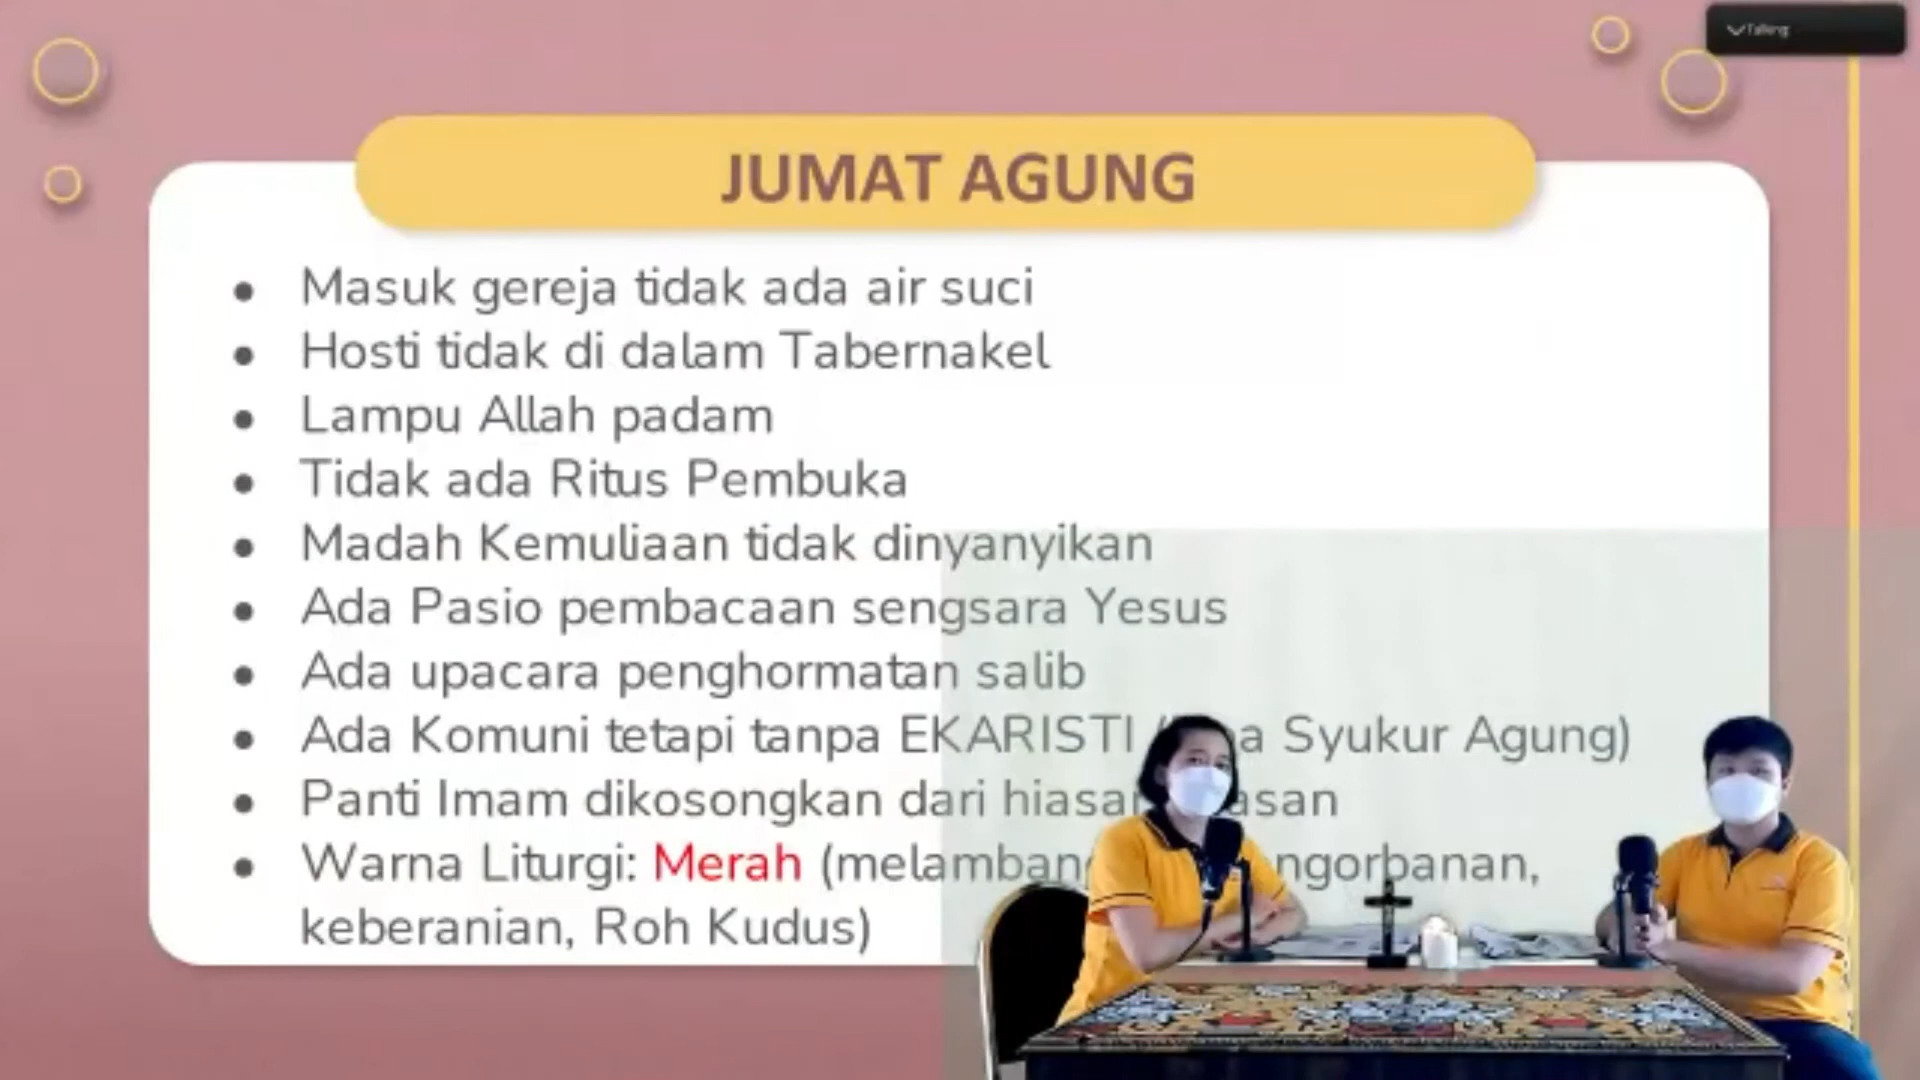 Talking:
JUMAT AGUNG
• Masuk gereja tidak ada air suci
• Hosti tidak di dalam Tabernakel
• Lampu Allah padam
• Tidak ada Ritus Pembuka
• Madah Kemuliaan tidak dinyanyikan
• Ada Pasio pembacaan sengsara Yesus
• Ada upacara penghormatan salib
• Ada Komuni tetapi tanpa EKARISTI ( Syukur Agung)
• Panti Imam dikosongkan dari
• Warna Liturgi: Merah (
keberanian, Roh Kudus)